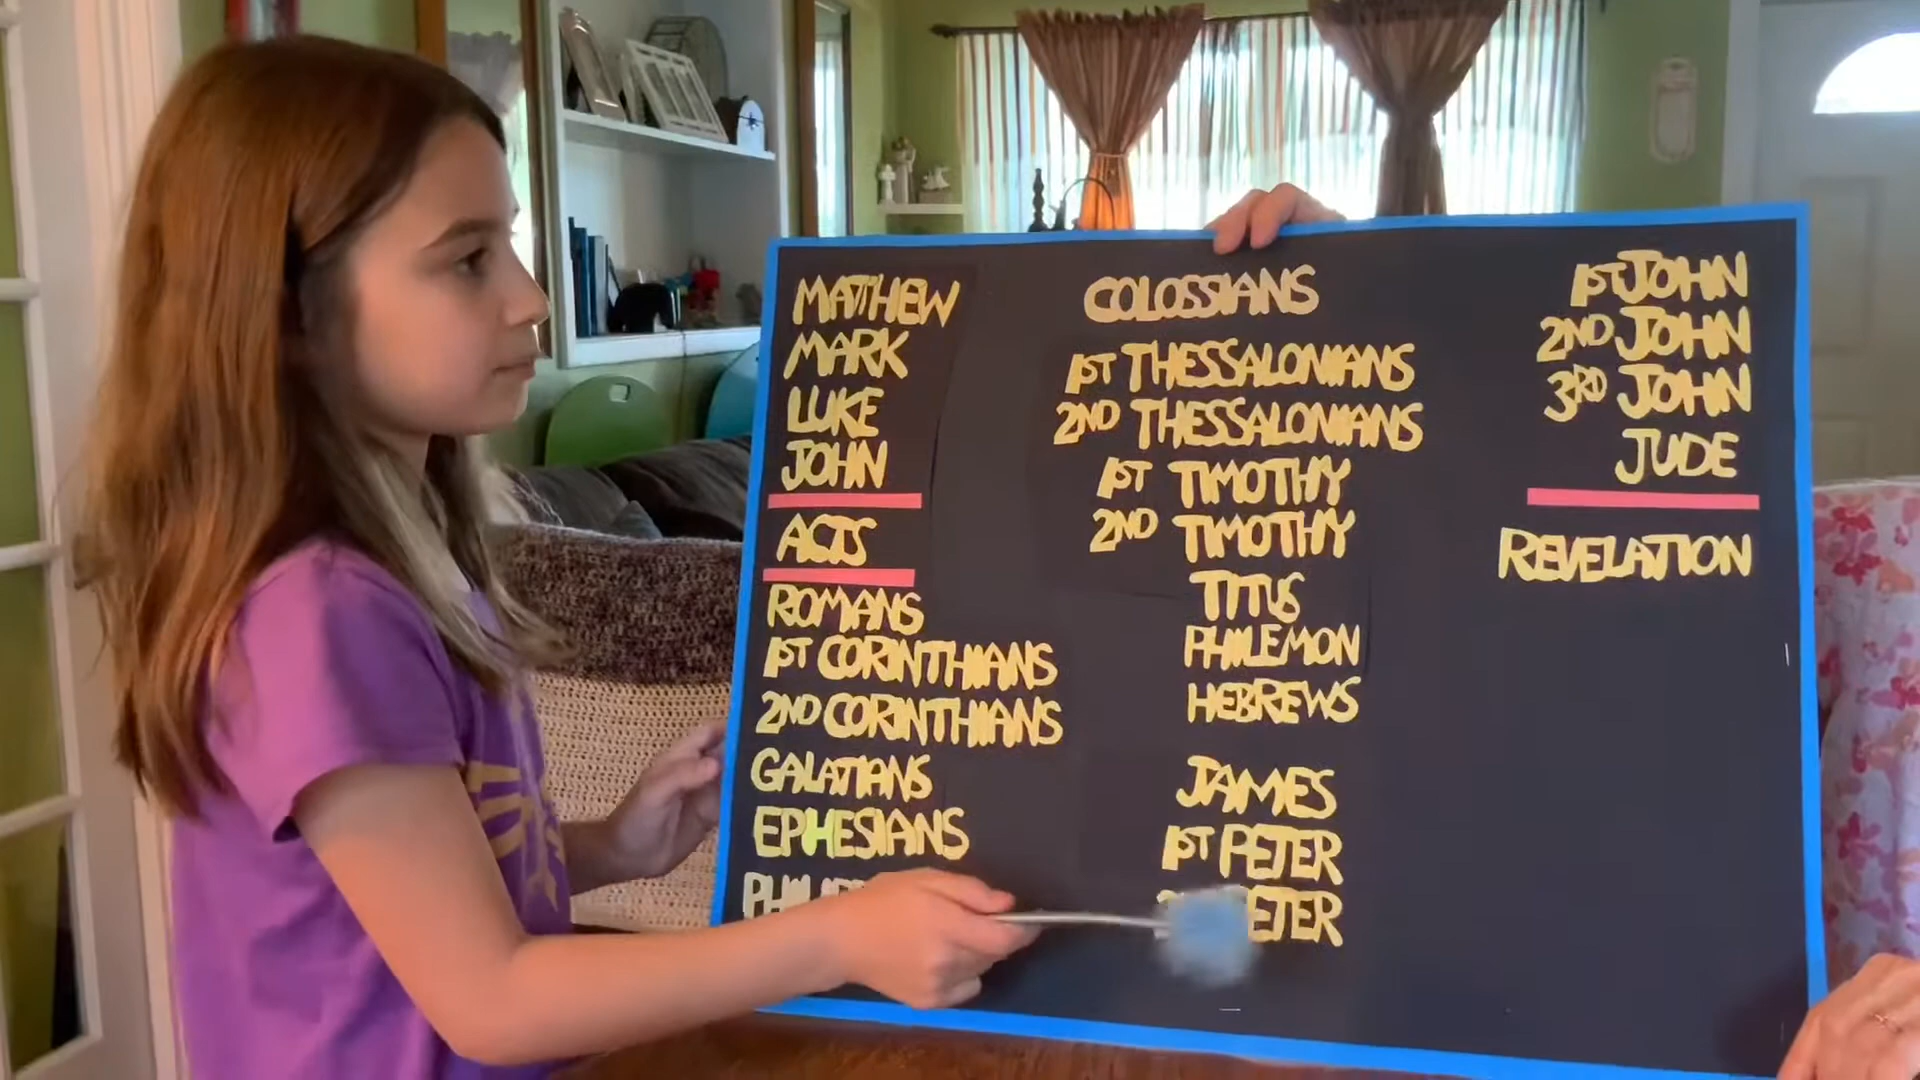 MATTHEW
MARK
LUKE
JOHN
ACTS
ROMANS
1ST CORINTHIANS
2ND CORINTHIANS
GALATIANS
EPHESIANS
COLOSSIANS
1ST THESSALONIANS
2ND THESSALONIANS
1ST TIMOTHY
2ND TIMOTHY
TITUS
PHILEMON
HEBREWS
JAMES
1ST PETER
1ST JOHN
2ND JOHN
3RD JOHN
JUDE
REVELATION